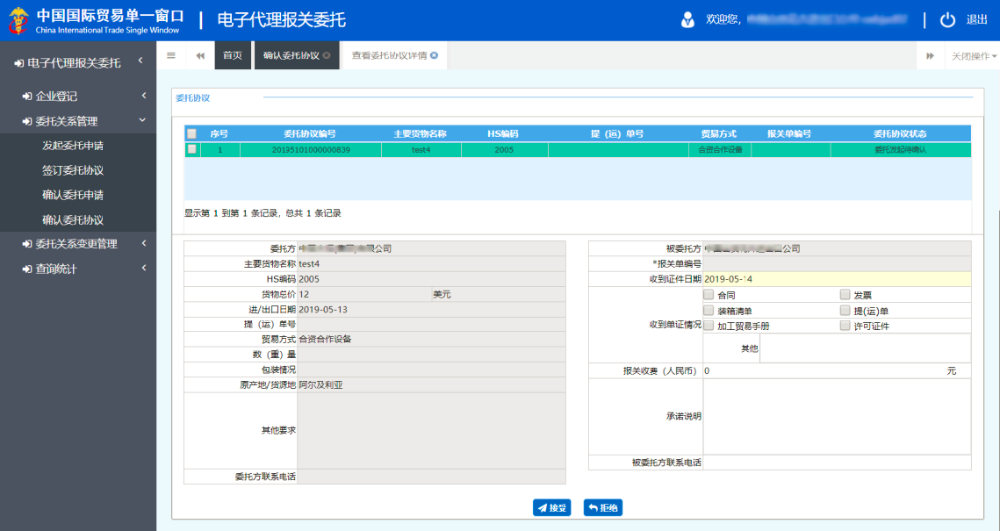 中国国际贸易单一窗口
China International Trade Single Window
电子代理报关委托
欢迎您,
退出
电子代理报关委托
企业登记
委托关系管理
发起委托申请
签订委托协议
确认委托申请
确认委托协议
委托关系变更管理
查询统计
首页 确认委托协议 查看委托协议详情 关闭操作
委托协议
序号 委托协议编号 主要货物名称 HS编码 提（运）单号 贸易方式 报关单编号 委托协议状态
1 20195101000000839 test4 2005 合资合作设备 委托发起待确认
显示第 1 到第 1 条记录，总共 1 条记录
委托方 公司
主要货物名称 test4
HS编码 2005
货物总价 12 美元
进/出口日期 2019-05-13
提（运）单号
贸易方式 合资合作设备
数（重）量
包装情况
原产地/货源地 阿尔及利亚
其他要求
委托方联系电话
被委托方 公司
*报关单编号
收到证件日期 2019-05-14
收到单证情况
合同 发票
装箱清单 提(运)单
加工贸易手册 许可证件
其他
报关收费（人民币） 0 元
承诺说明
被委托方联系电话
接受 拒绝